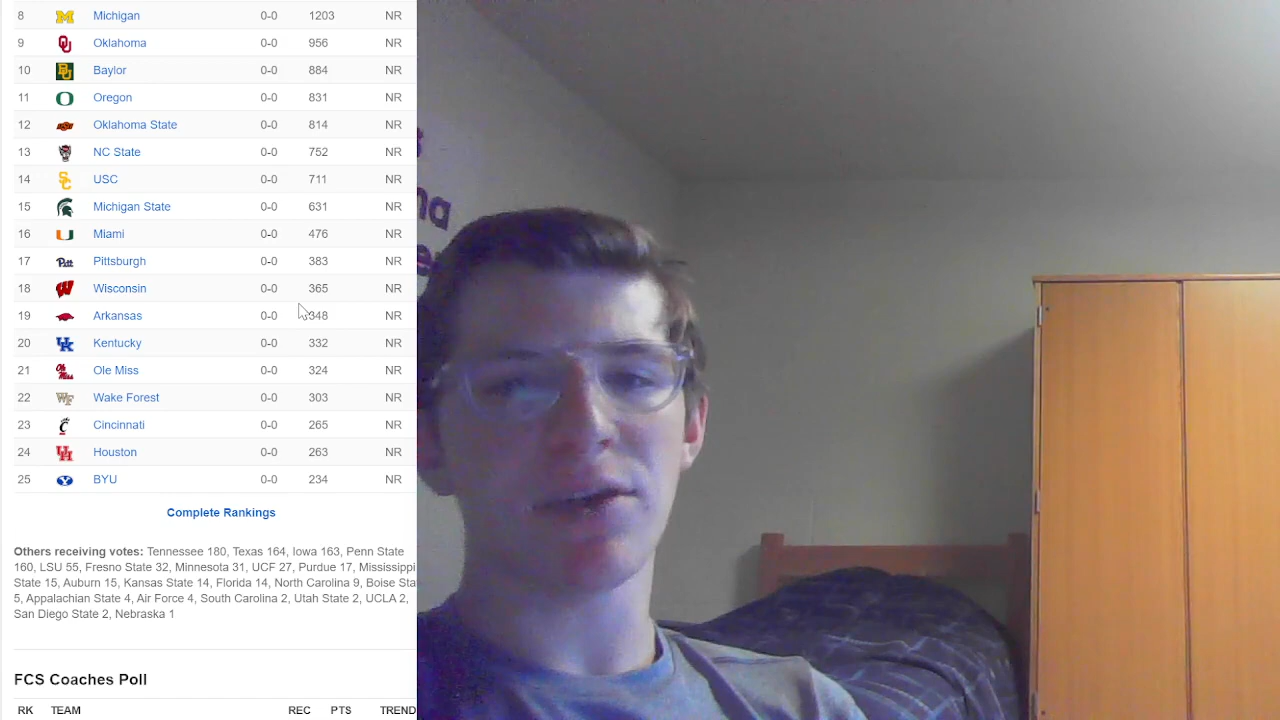 8 Michigan 0-0 1203 NR
9 Oklahoma 0-0 956 NR
10 Baylor 0-0 884 NR
11 Oregon 0-0 831 NR
12 Oklahoma State 0-0 814 NR
13 NC State 0-0 752 NR
14 USC 0-0 711 NR
15 Michigan State 0-0 631 NR
16 Miami 0-0 476 NR
17 Pittsburgh 0-0 383 NR
18 Wisconsin 0-0 365 NR
19 Arkansas 0-0 348 NR
20 Kentucky 0-0 332 NR
21 Ole Miss 0-0 324 NR
22 Wake Forest 0-0 303 NR
23 Cincinnati 0-0 265 NR
24 Houston 0-0 263 NR
25 BYU 0-0 234 NR
Complete Rankings
Others receiving votes: Tennessee 180, Texas 164, Iowa 163, Penn State
160, LSU 55, Fresno State 32, Minnesota 31, UCF 27, Purdue 17, Mississippi
State 15, Auburn 15, Kansas State 14, Florida 14, North Carolina 9, Boise Sta
5, Appalachian State 4, Air Force 4, South Carolina 2, Utah State 2, UCLA 2,
San Diego State 2, Nebraska 1
FCS Coaches Poll
RK TEAM REC PTS TREND